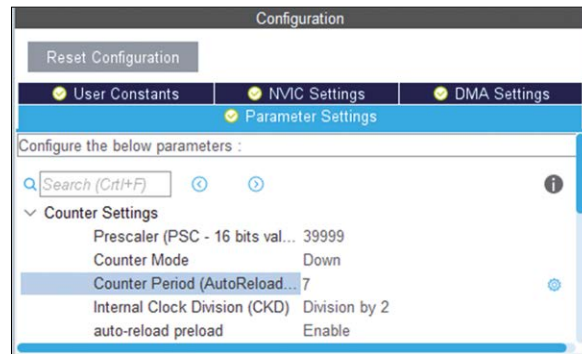 Configuration
Reset Configuration
User Constants NVIC Settings DMA Settings
Parameter Settings
Configure the below parameters :
Search (Crtl+F)
Counter Settings
Prescaler (PSC - 16 bits val... 39999
Counter Mode Down
Counter Period (AutoReload... 7
Internal Clock Division (CKD) Division by 2
auto-reload preload Enable